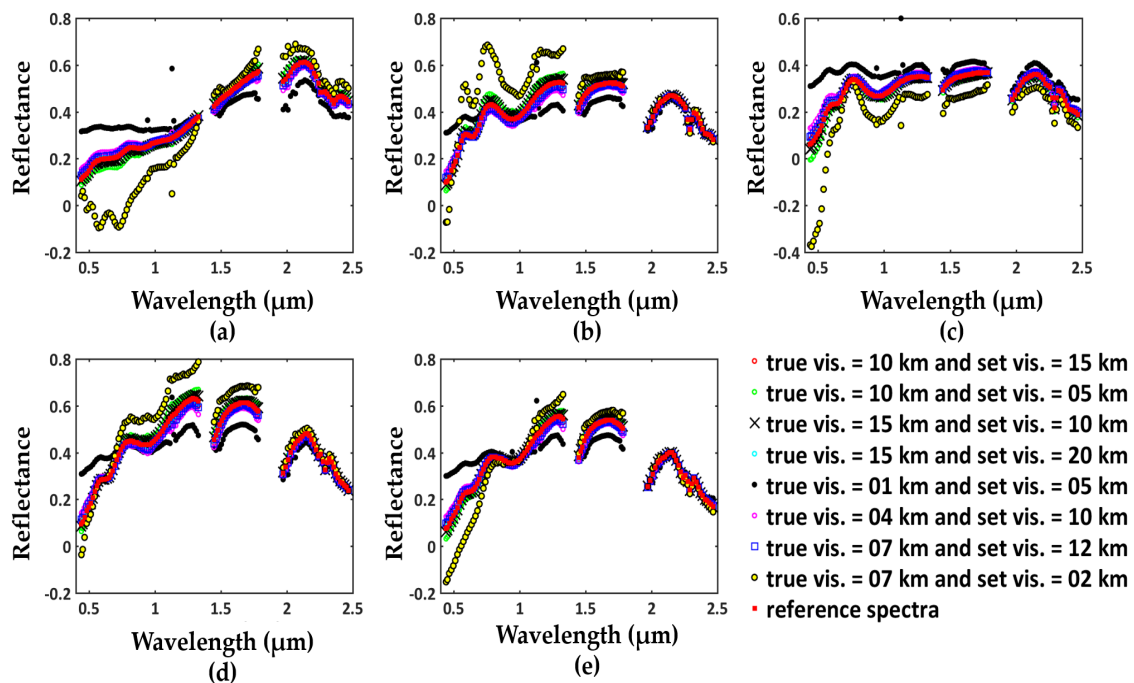 0.8
0.6
0.4
0.2
0
-0.2
Reflectance
0.5 1 1.5 2 2.5
Wavelength (µm)
(a)
0.8
0.6
0.4
0.2
0
-0.2
Reflectance
0.5 1 1.5 2 2.5
Wavelength (µm)
(b)
0.6
0.4
0.2
0
-0.2
-0.4
Reflectance
0.5 1 1.5 2 2.5
Wavelength (µm)
(c)
0.8
0.6
0.4
0.2
0
-0.2
Reflectance
0.5 1 1.5 2 2.5
Wavelength (µm)
(d)
0.8
0.6
0.4
0.2
0
-0.2
Reflectance
0.5 1 1.5 2 2.5
Wavelength (µm)
(e)
true vis. = 10 km and set vis. = 15 km
true vis. = 10 km and set vis. = 05 km
true vis. = 15 km and set vis. = 10 km
true vis. = 15 km and set vis. = 20 km
true vis. = 01 km and set vis. = 05 km
true vis. = 04 km and set vis. = 10 km
true vis. = 07 km and set vis. = 12 km
true vis. = 07 km and set vis. = 02 km
reference spectra